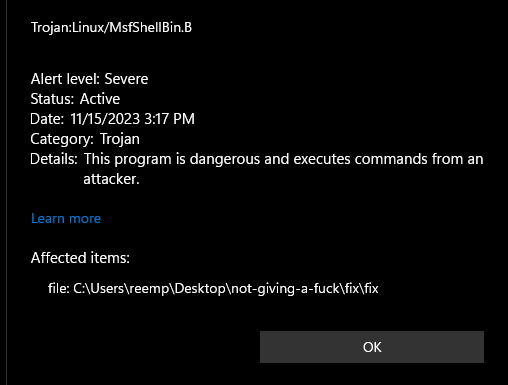 Trojan:Linux/MsfShellBin.B
Alert level: Severe
Status: Active
Date: 11/15/2023 3:17 PM
Category: Trojan
Details: This program is dangerous and executes commands from an
attacker.
Learn more
Affected items:
file: C:\Users\reemp\Desktop\not-giving-a-fuck\fix\fix
OK